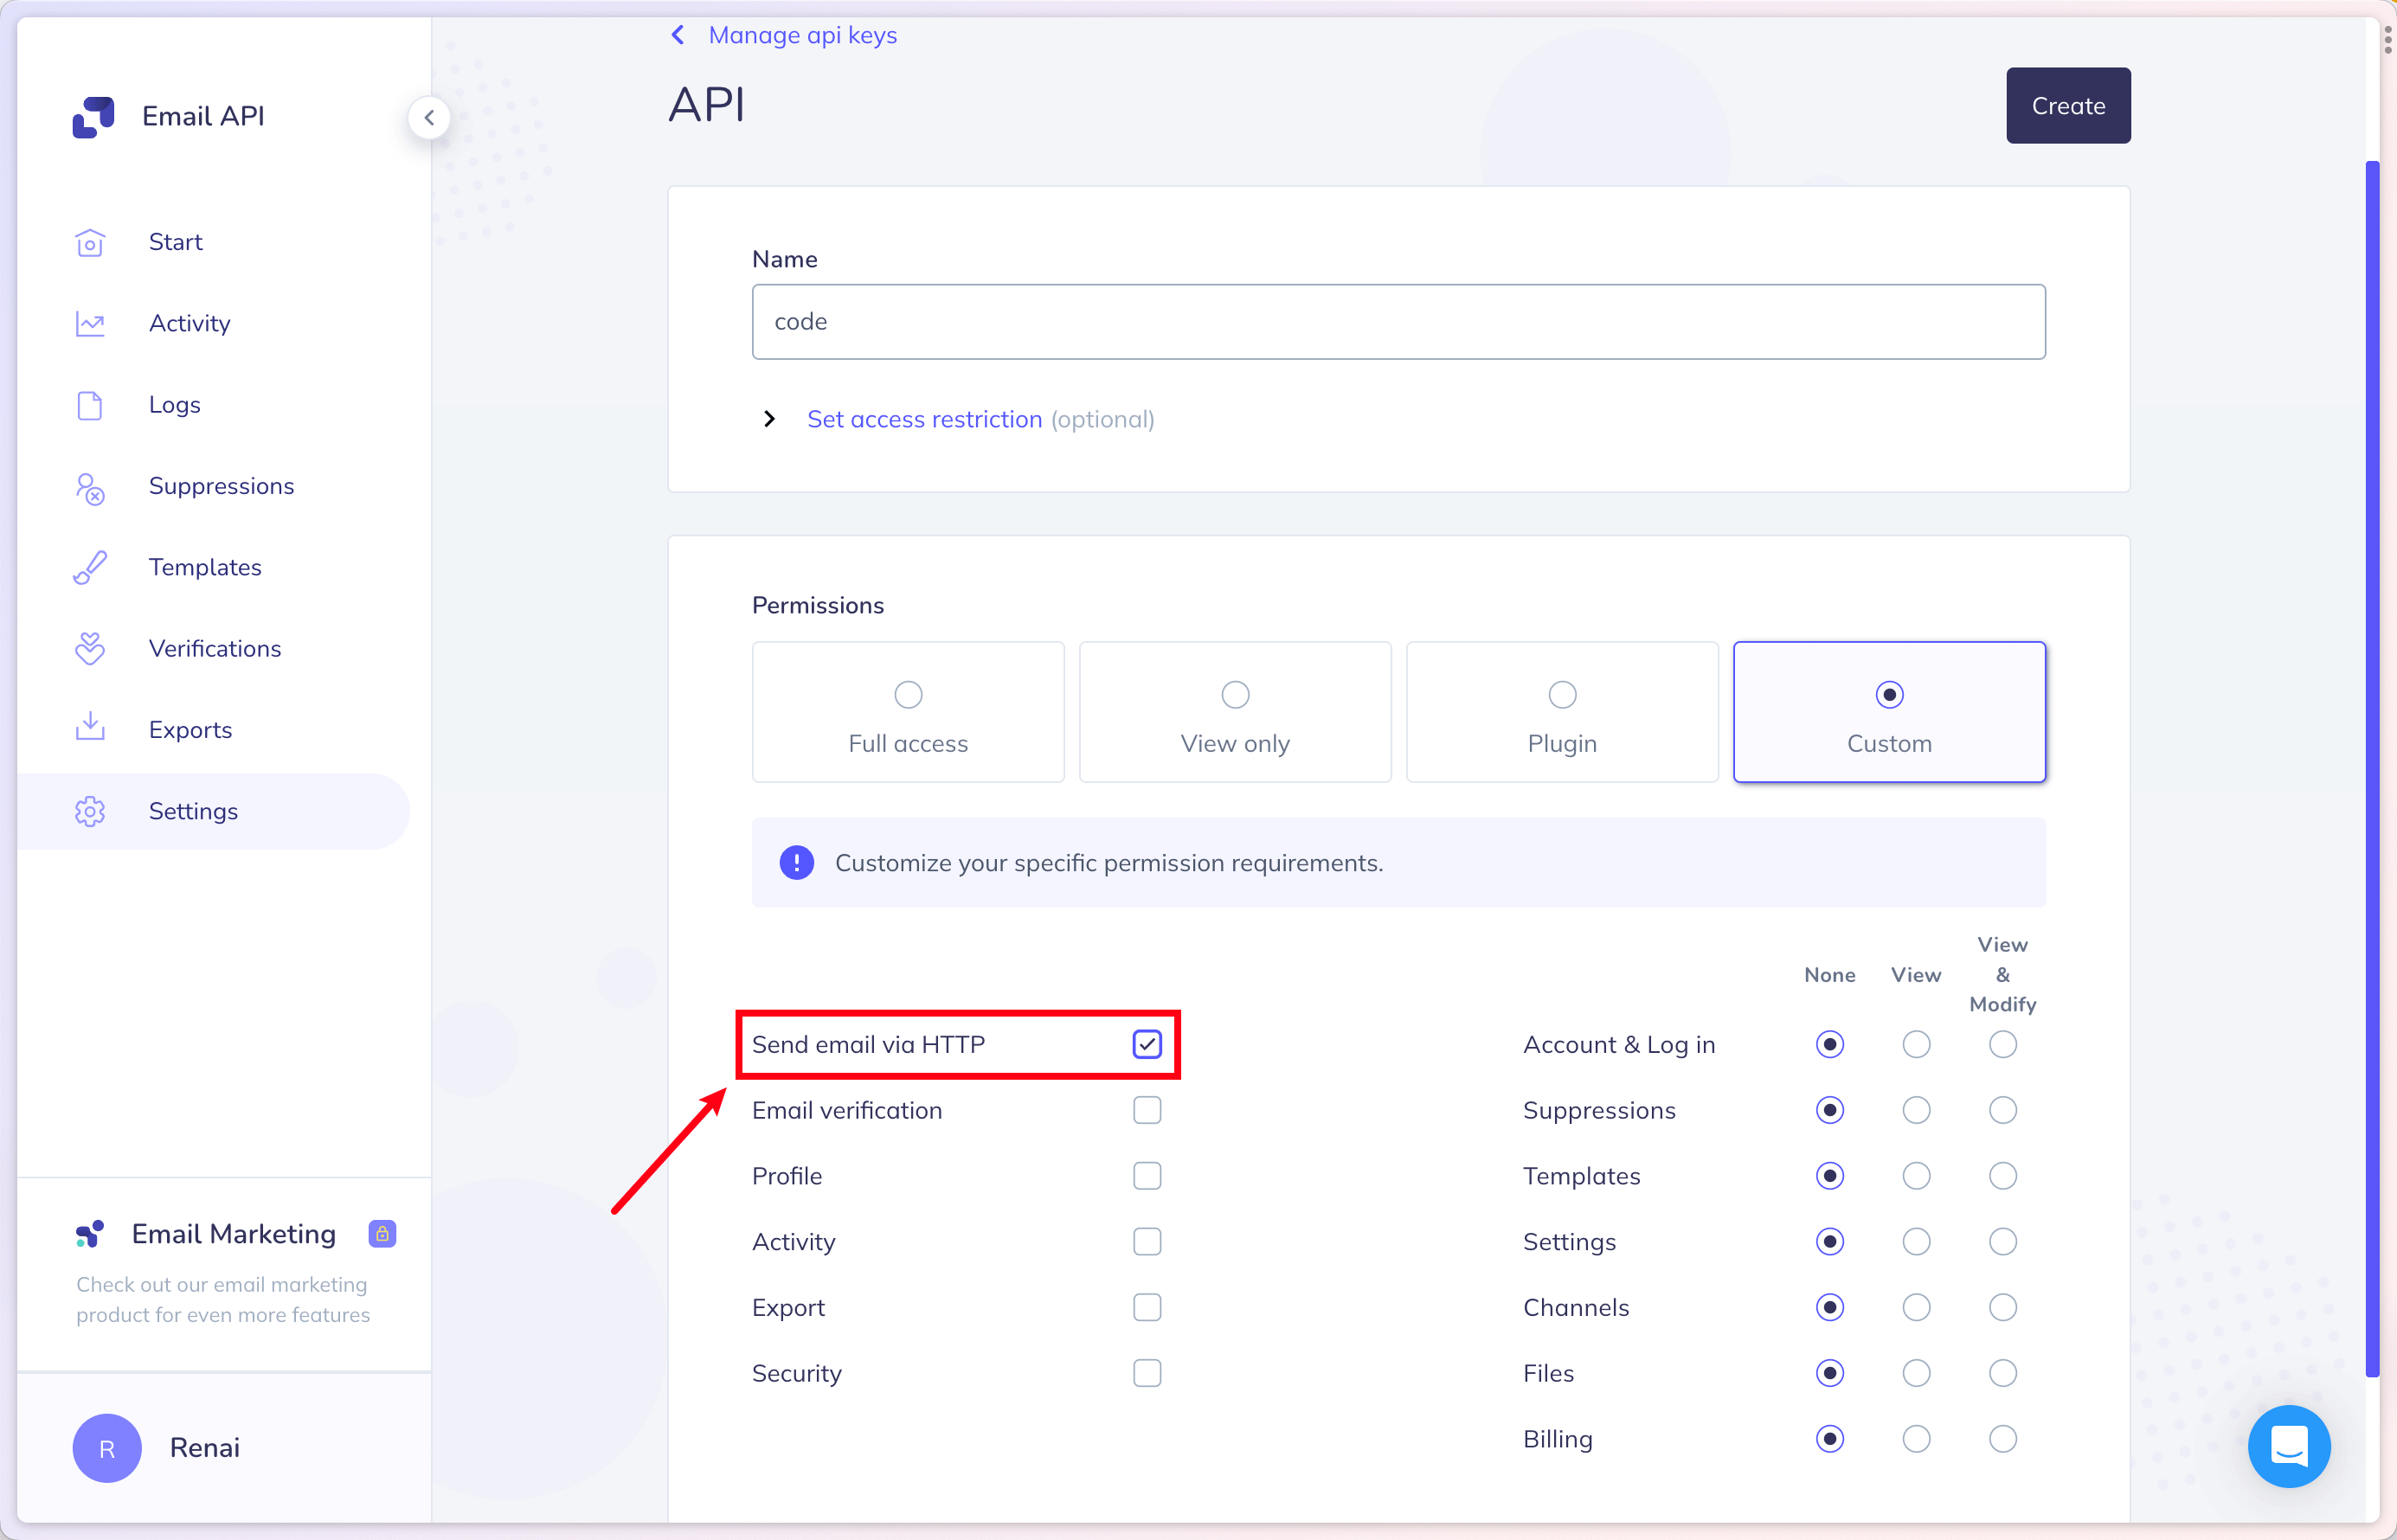 Manage api keys
API
Create
Email API
Start
Activity
Logs
Suppressions
Templates
Verifications
Exports
Settings
Email Marketing
Check out our email marketing
product for even more features
R
Renai
Name
code
Set access restriction (optional)
Permissions
Full access
View only
Plugin
Custom
Customize your specific permission requirements.
Send email via HTTP
Email verification
Profile
Activity
Export
Security
None
View
View
&
Modify
Account & Log in
Suppressions
Templates
Settings
Channels
Files
Billing